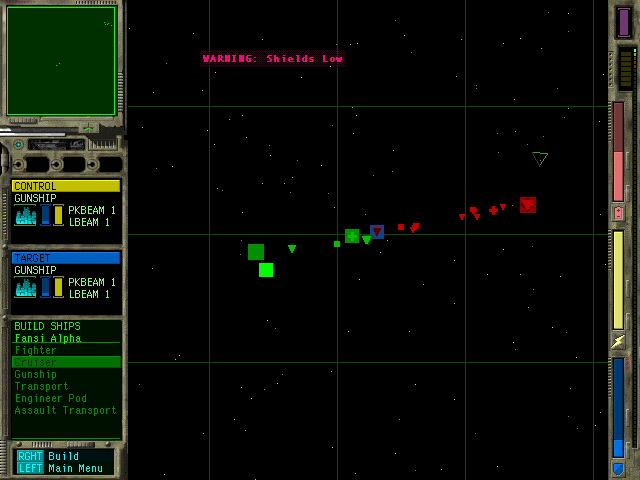 WARNING: Shields Low
CONTROL
GUNSHIP
PKBEAM 1
LBEAM 1
TARGET
GUNSHIP
PKBEAM 1
LBEAM 1
BUILD SHIPS
Fansi Alpha
Fighter
Cruiser
Gunship
Transport
Engineer Pod
Assault Transport
RGHT Build
LEFT Main Menu